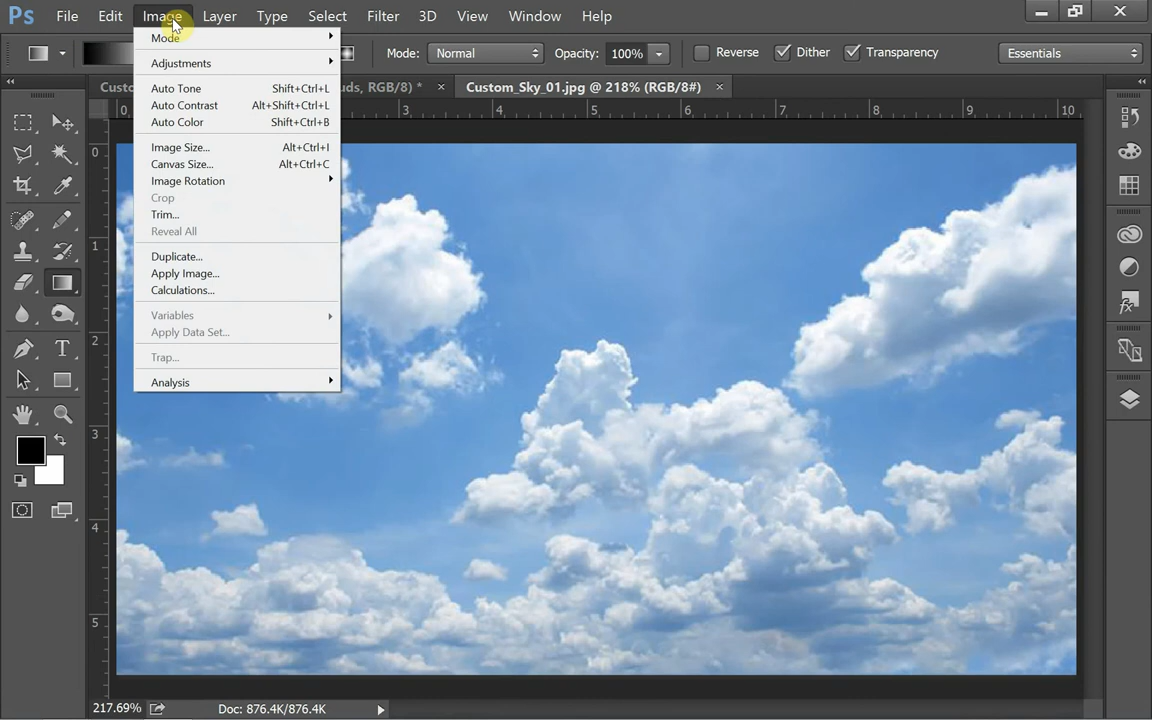 Ps File Edit Image Layer Type Select Filter 3D View Window Help
Mode: Normal Opacity: 100% Reverse Dither Transparency Essentials
Custo uds, RGB/8) * × Custom_Sky_01.jpg @ 218% (RGB/8#) ×
0 3 4 5 6 7 8 9 10
Mode
Adjustments
Auto Tone Shift+Ctrl+L
Auto Contrast Alt+Shift+Ctrl+L
Auto Color Shift+Ctrl+B
Image Size... Alt+Ctrl+I
Canvas Size... Alt+Ctrl+C
Image Rotation
Crop
Trim...
Reveal All
Duplicate...
Apply Image...
Calculations...
Variables
Apply Data Set...
Trap...
Analysis
0
1
2
3
4
5
T
217.69% Doc: 876.4K/876.4K